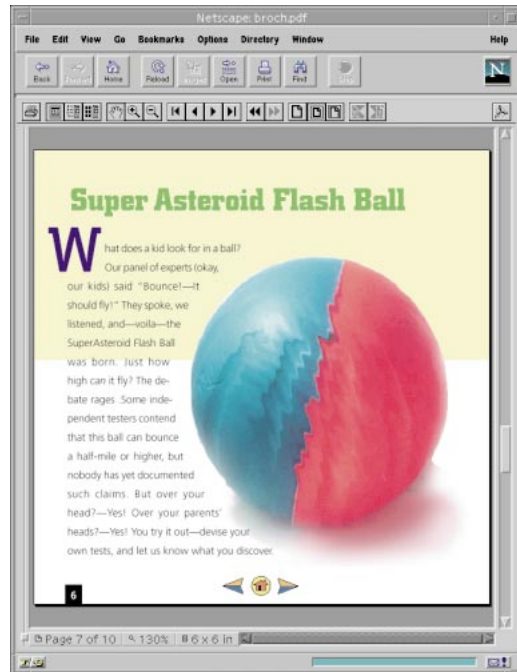 Netscape: broch.pdf
File Edit View Go Bookmarks Options Directory Window Help
Back Home Reload Open Print Find
N
Super Asteroid Flash Ball
What does a kid look for in a ball?
Our panel of experts (okay,
our kids) said "Bounce!—It
should fly!" They spoke, we
listened, and—voila—the
SuperAsteroid Flash Ball
was born. Just how
high can it fly? The de-
bate rages. Some inde-
pendent testers contend
that this ball can bounce
a half-mile or higher, but
nobody has yet documented
such claims. But over your
head?—Yes! Over your parents'
heads?—Yes! You try it out—devise your
own tests, and let us know what you discover.
6
Page 7 of 10 130% 6 x 6 in